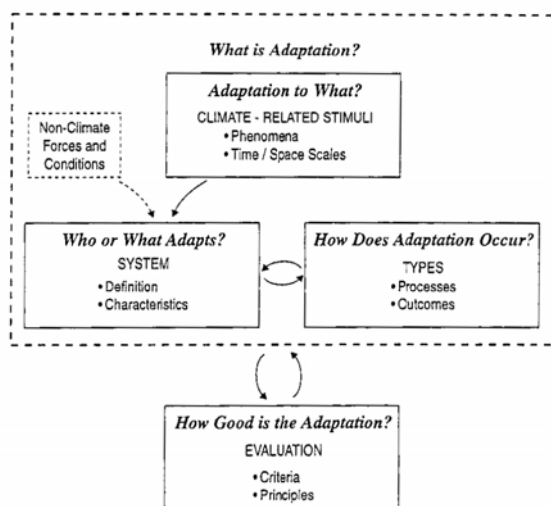 What is Adaptation?
Adaptation to What?
CLIMATE - RELATED STIMULI
• Phenomena
• Time / Space Scales
Non-Climate
Forces and
Conditions
Who or What Adapts?
SYSTEM
• Definition
• Characteristics
How Does Adaptation Occur?
TYPES
• Processes
• Outcomes
How Good is the Adaptation?
EVALUATION
• Criteria
• Principles